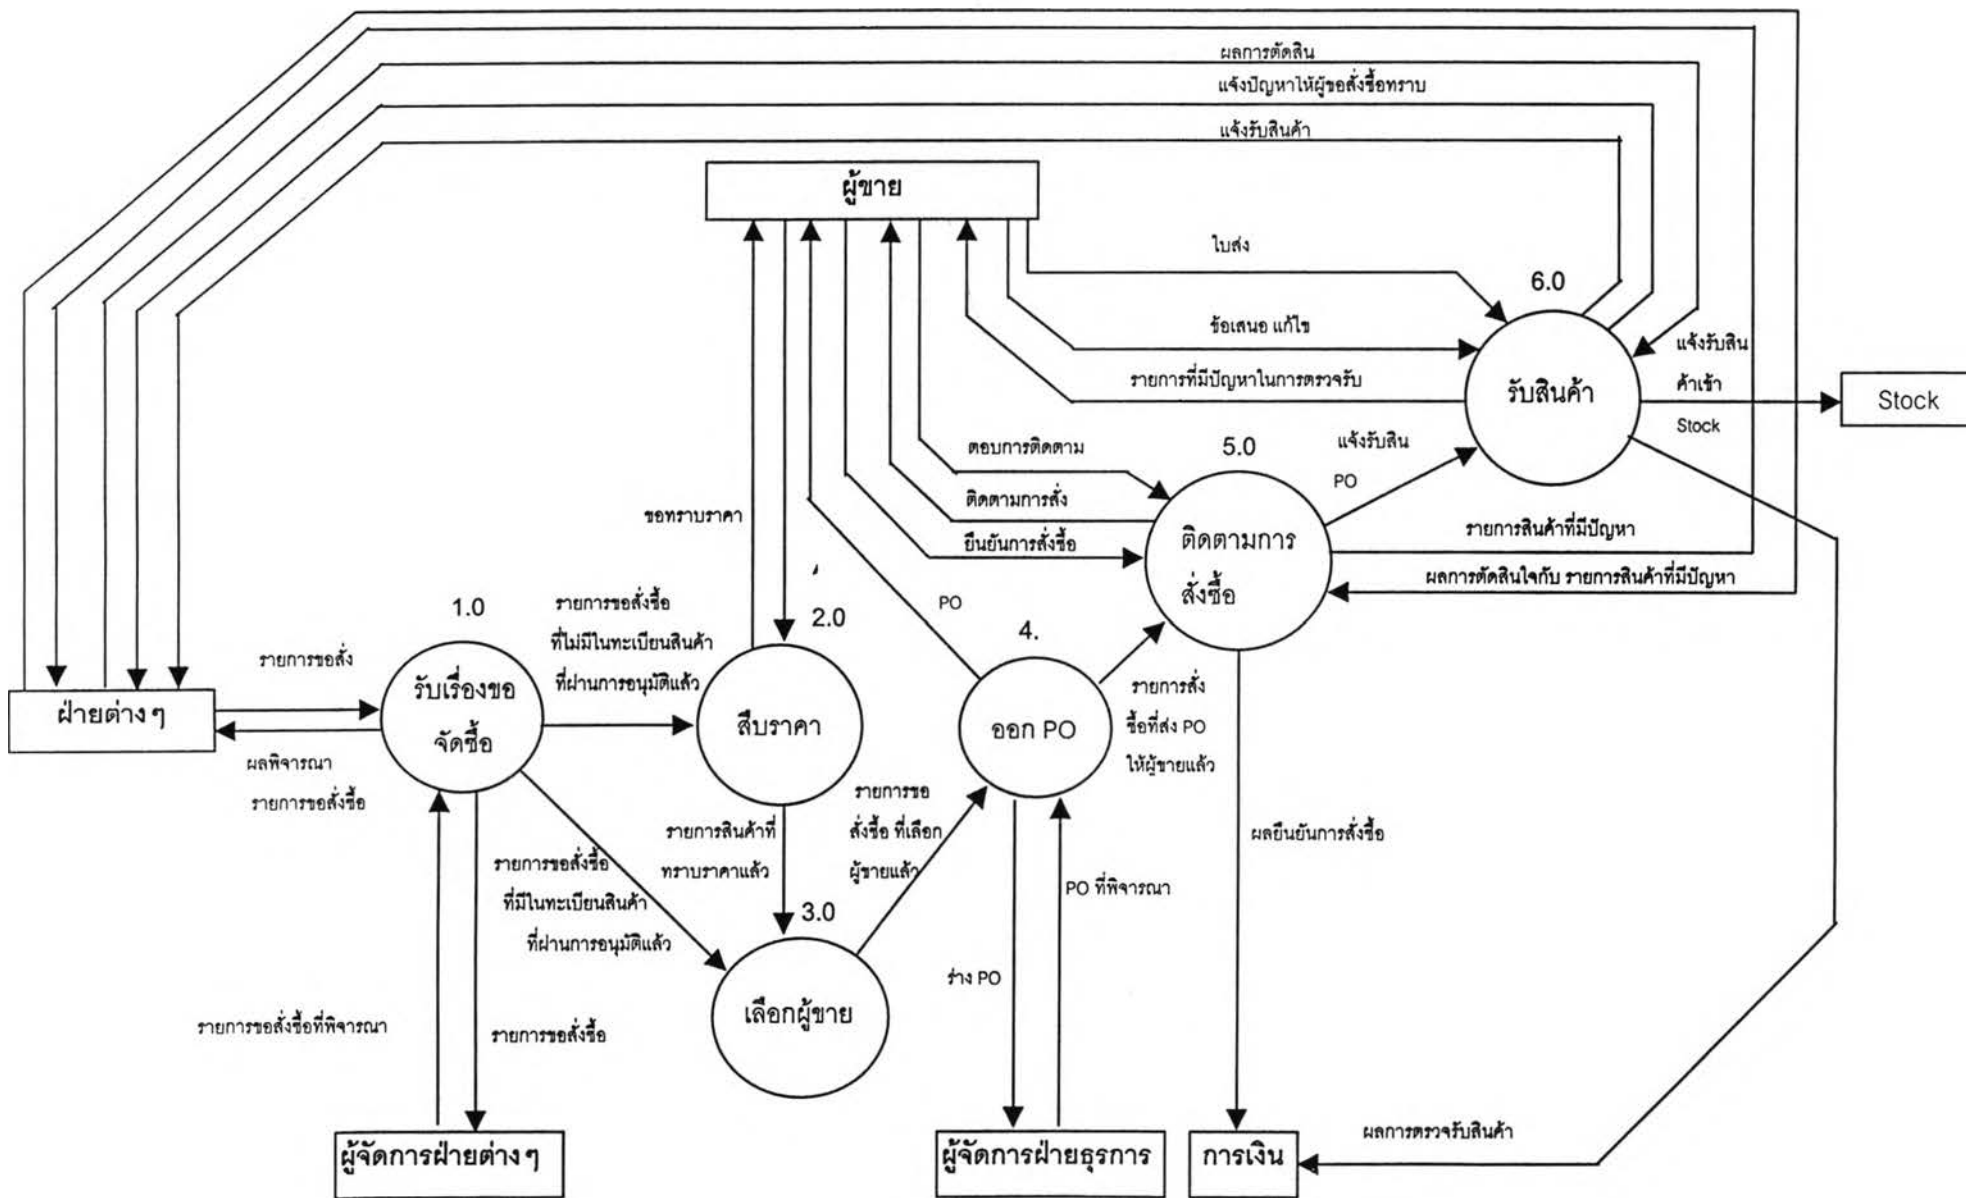 ผลการตัดสิน
แจ้งปัญหาให้ผู้ขอสั่งซื้อทราบ
แจ้งรับสินค้า
ผู้ขาย
ใบส่ง
6.0
ข้อเสนอ แก้ไข
แจ้งรับสิน
รายการที่มีปัญหาในการตรวจรับ
ค้าเข้า
รับสินค้า
Stock
Stock
ตอบการติดตาม
5.0
แจ้งรับสิน
PO
ติดตามการสั่ง
ขอทราบราคา
ยืนยันการสั่งซื้อ
ติดตามการ
สั่งซื้อ
รายการสินค้าที่มีปัญหา
ผลการตัดสินใจกับ รายการสินค้าที่มีปัญหา
1.0
รายการขอสั่งซื้อ
ที่ไม่มีในทะเบียนสินค้า
ที่ผ่านการอนุมัติแล้ว
2.0
PO
4.
รายการขอสั่ง
ฝ่ายต่าง ๆ
รับเรื่องขอ
จัดซื้อ
สืบราคา
ออก PO
รายการสั่ง
ซื้อที่ส่ง PO
ให้ผู้ขายแล้ว
ผลพิจารณา
รายการขอสั่งซื้อ
รายการสินค้าที่
ทราบราคาแล้ว
รายการขอ
สั่งซื้อ ที่เลือก
ผู้ขายแล้ว
ผลยืนยันการสั่งซื้อ
รายการขอสั่งซื้อ
ที่มีในทะเบียนสินค้า
ที่ผ่านการอนุมัติแล้ว
3.0
PO ที่พิจารณา
ร่าง PO
เลือกผู้ขาย
รายการขอสั่งซื้อที่พิจารณา
รายการขอสั่งซื้อ
ผู้จัดการฝ่ายต่าง ๆ
ผู้จัดการฝ่ายธุรการ
การเงิน
ผลการตรวจรับสินค้า